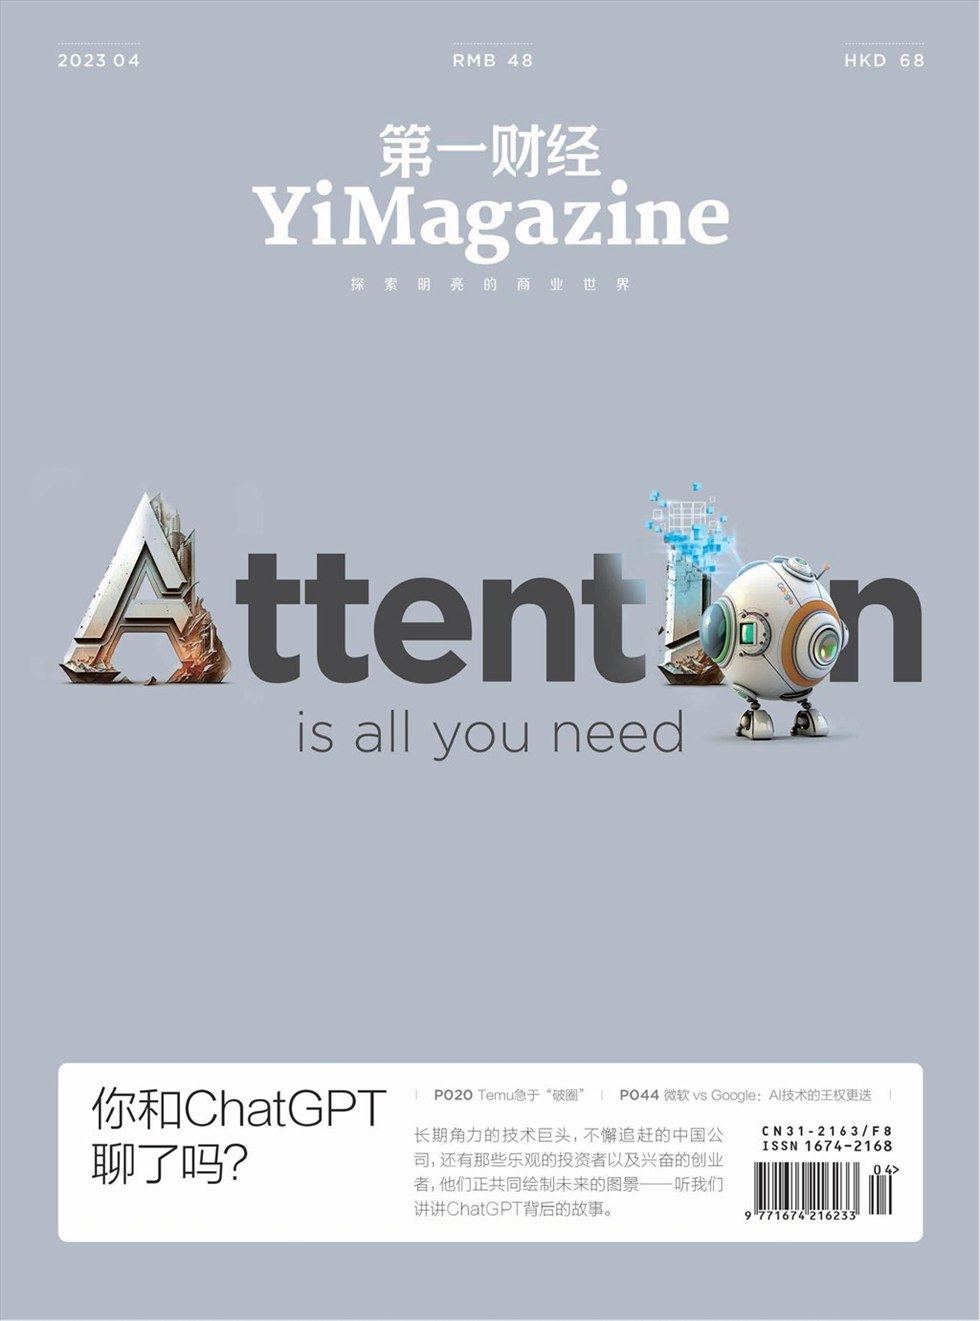 2023 04
RMB 48
HKD 68
第一财经
YiMagazine
探索明亮的商业世界
Attention
is all you need
Google
你和ChatGPT
聊了吗?
P020 Temu急于“破圈”
P044 微软 vs Google：AI技术的王权更迭
长期角力的技术巨头，不懈追赶的中国公
司，还有那些乐观的投资者以及兴奋的创业
者，他们正共同绘制未来的图景——听我们
讲讲ChatGPT背后的故事。
CN31-2163/F8
ISSN 1674-2168
04>
9 771674 216233